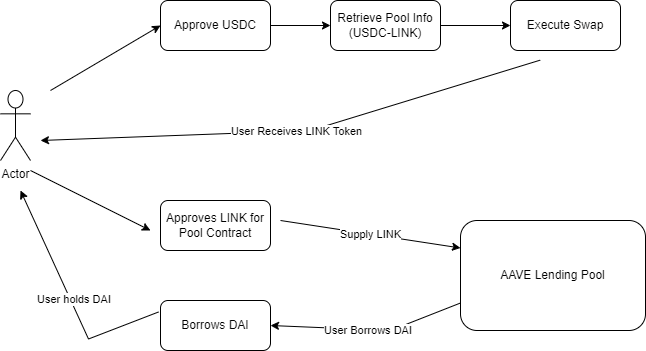 Approve USDC
Retrieve Pool Info
(USDC-LINK)
Execute Swap
User Receives LINK Token
Actor
Approves LINK for
Pool Contract
Supply LINK
AAVE Lending Pool
User holds DAI
Borrows DAI
User Borrows DAI